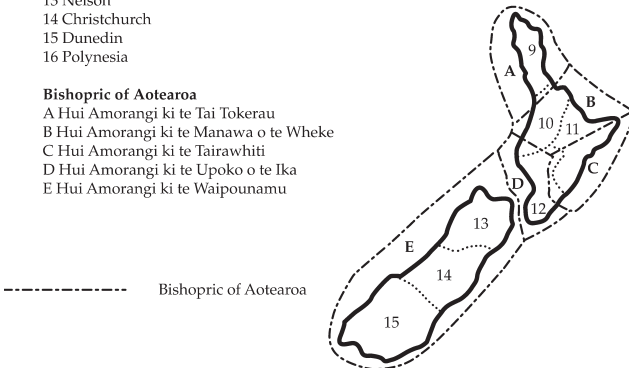 13 Nelson
14 Christchurch
15 Dunedin
16 Polynesia
Bishopric of Aotearoa
A Hui Amorangi ki te Tai Tokerau
B Hui Amorangi ki te Manawa o te Wheke
C Hui Amorangi ki te Tairawhiti
D Hui Amorangi ki te Upoko o te Ika
E Hui Amorangi ki te Waipounamu
Bishopric of Aotearoa
9
A
B
10
11
C
D
12
13
E
14
15